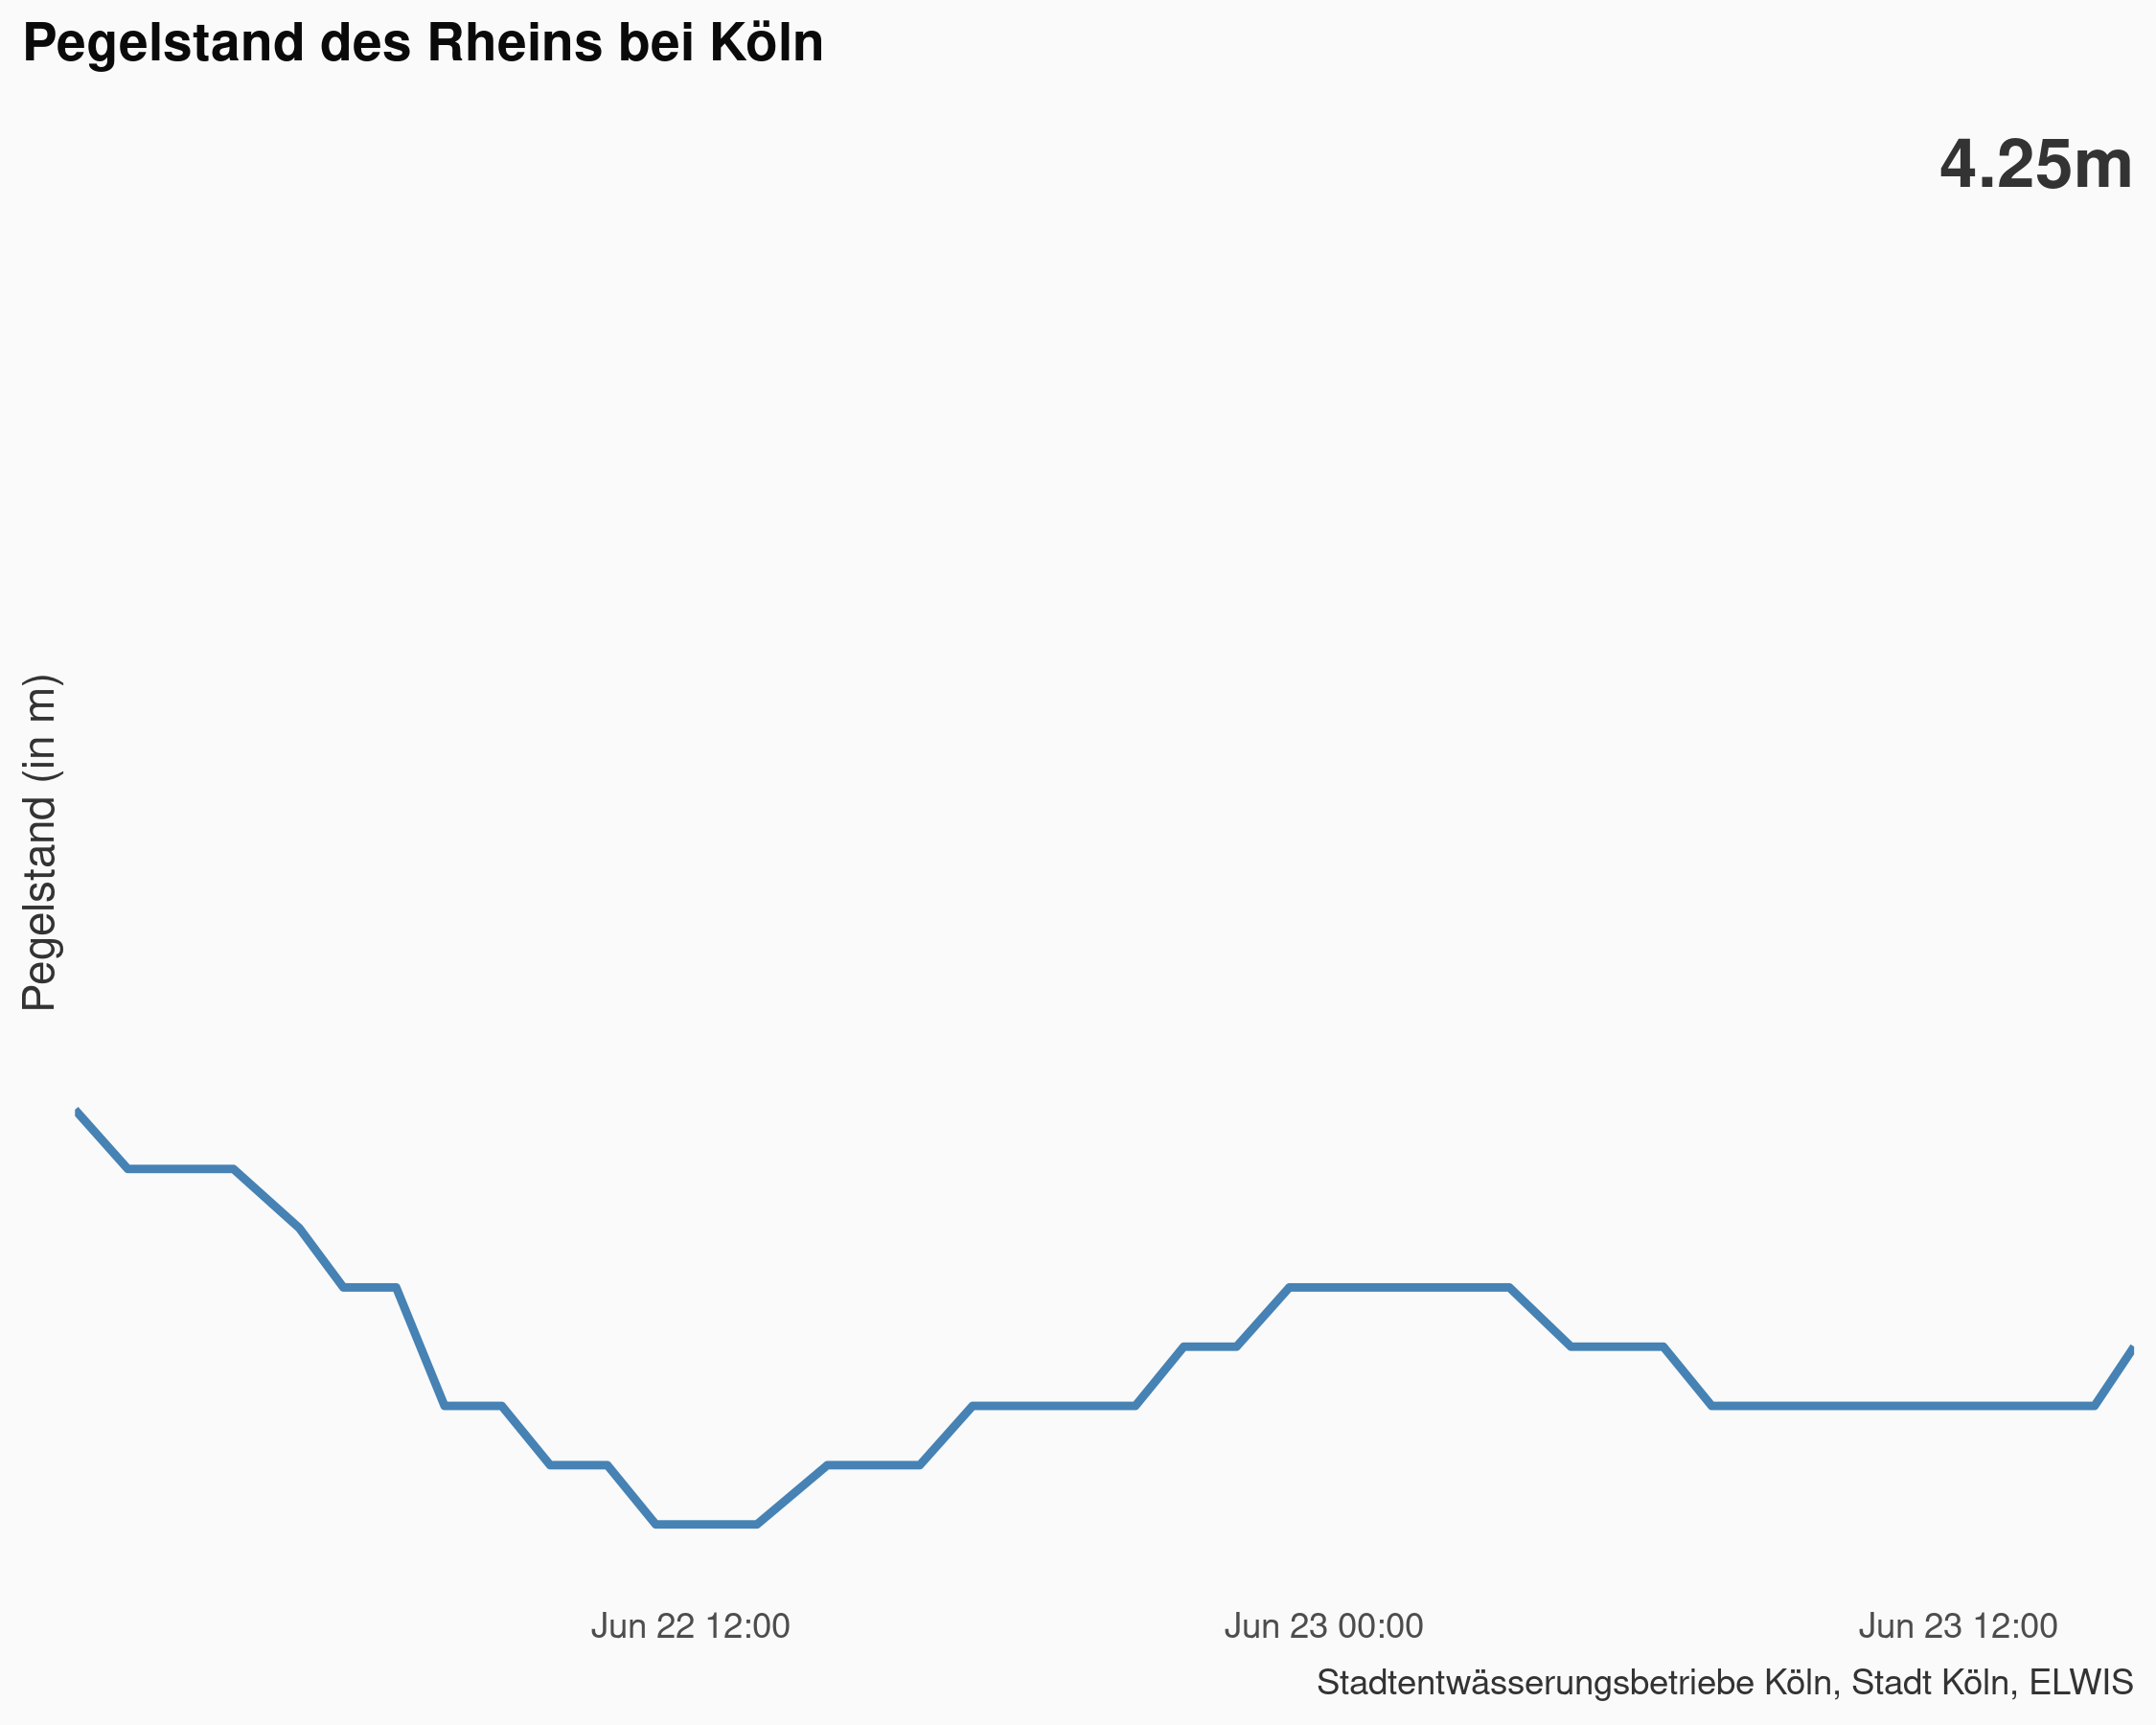 Pegelstand des Rheins bei Köln
4.25m
Pegelstand (in m)
Jun 22 12:00
Jun 23 00:00
Jun 23 12:00
Stadtentwässerungsbetriebe Köln, Stadt Köln, ELWIS